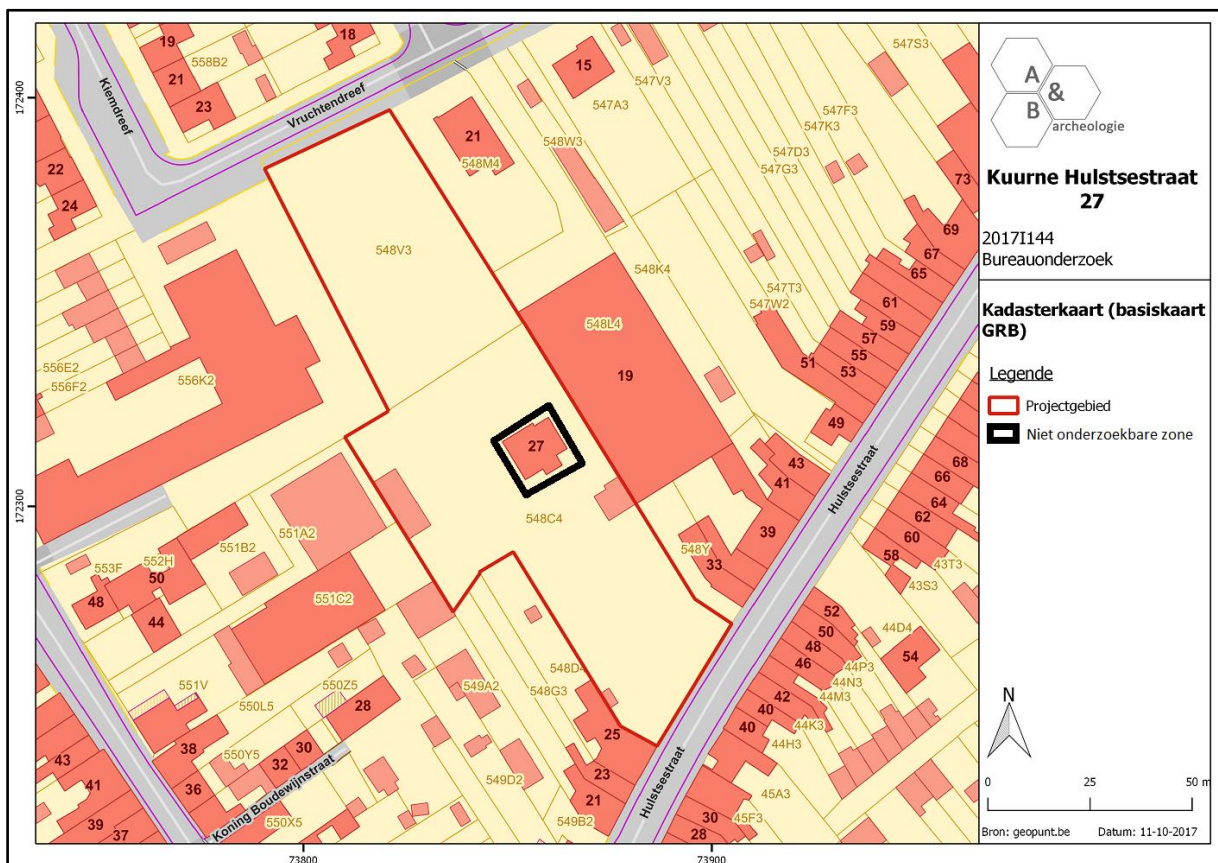 A
&
B
archeologie
Kuurne Hulstsestraat
27
2017I144
Bureauonderzoek
Kadasterkaart (basiskaart
GRB)
Legende
Projectgebied
Niet onderzoekbare zone
N
0 25 50 m
Bron: geopunt.be Datum: 11-10-2017
172400
172300
73800
73900
Kiemdreef
Vruchtendreef
Hulstsestraat
Hulstsestraat
Koning Boudewijnstraat
19
558B2
18
21
23
15
547V3
547S3
547A3
22
24
21
548M4
548W3
547F3
547K3
547D3
547G3
73
69
67
65
548V3
548K4
547T3
547W2
61
59
57
55
53
51
49
548L4
19
556E2
556F2
556K2
27
548C4
43
41
39
548Y
33
68
66
64
62
60
58
43T3
43S3
551A2
551B2
553F
552H
50
48
44
551C2
52
50
48
46
44D4
54
44P3
44N3
44M3
42
40
44K3
40
44H3
548D4
548G3
549A2
550Z5
28
551V
550L5
25
43
41
38
550Y5
30
32
36
549D2
23
21
549B2
45A3
39
37
550X5
30
45F3
28